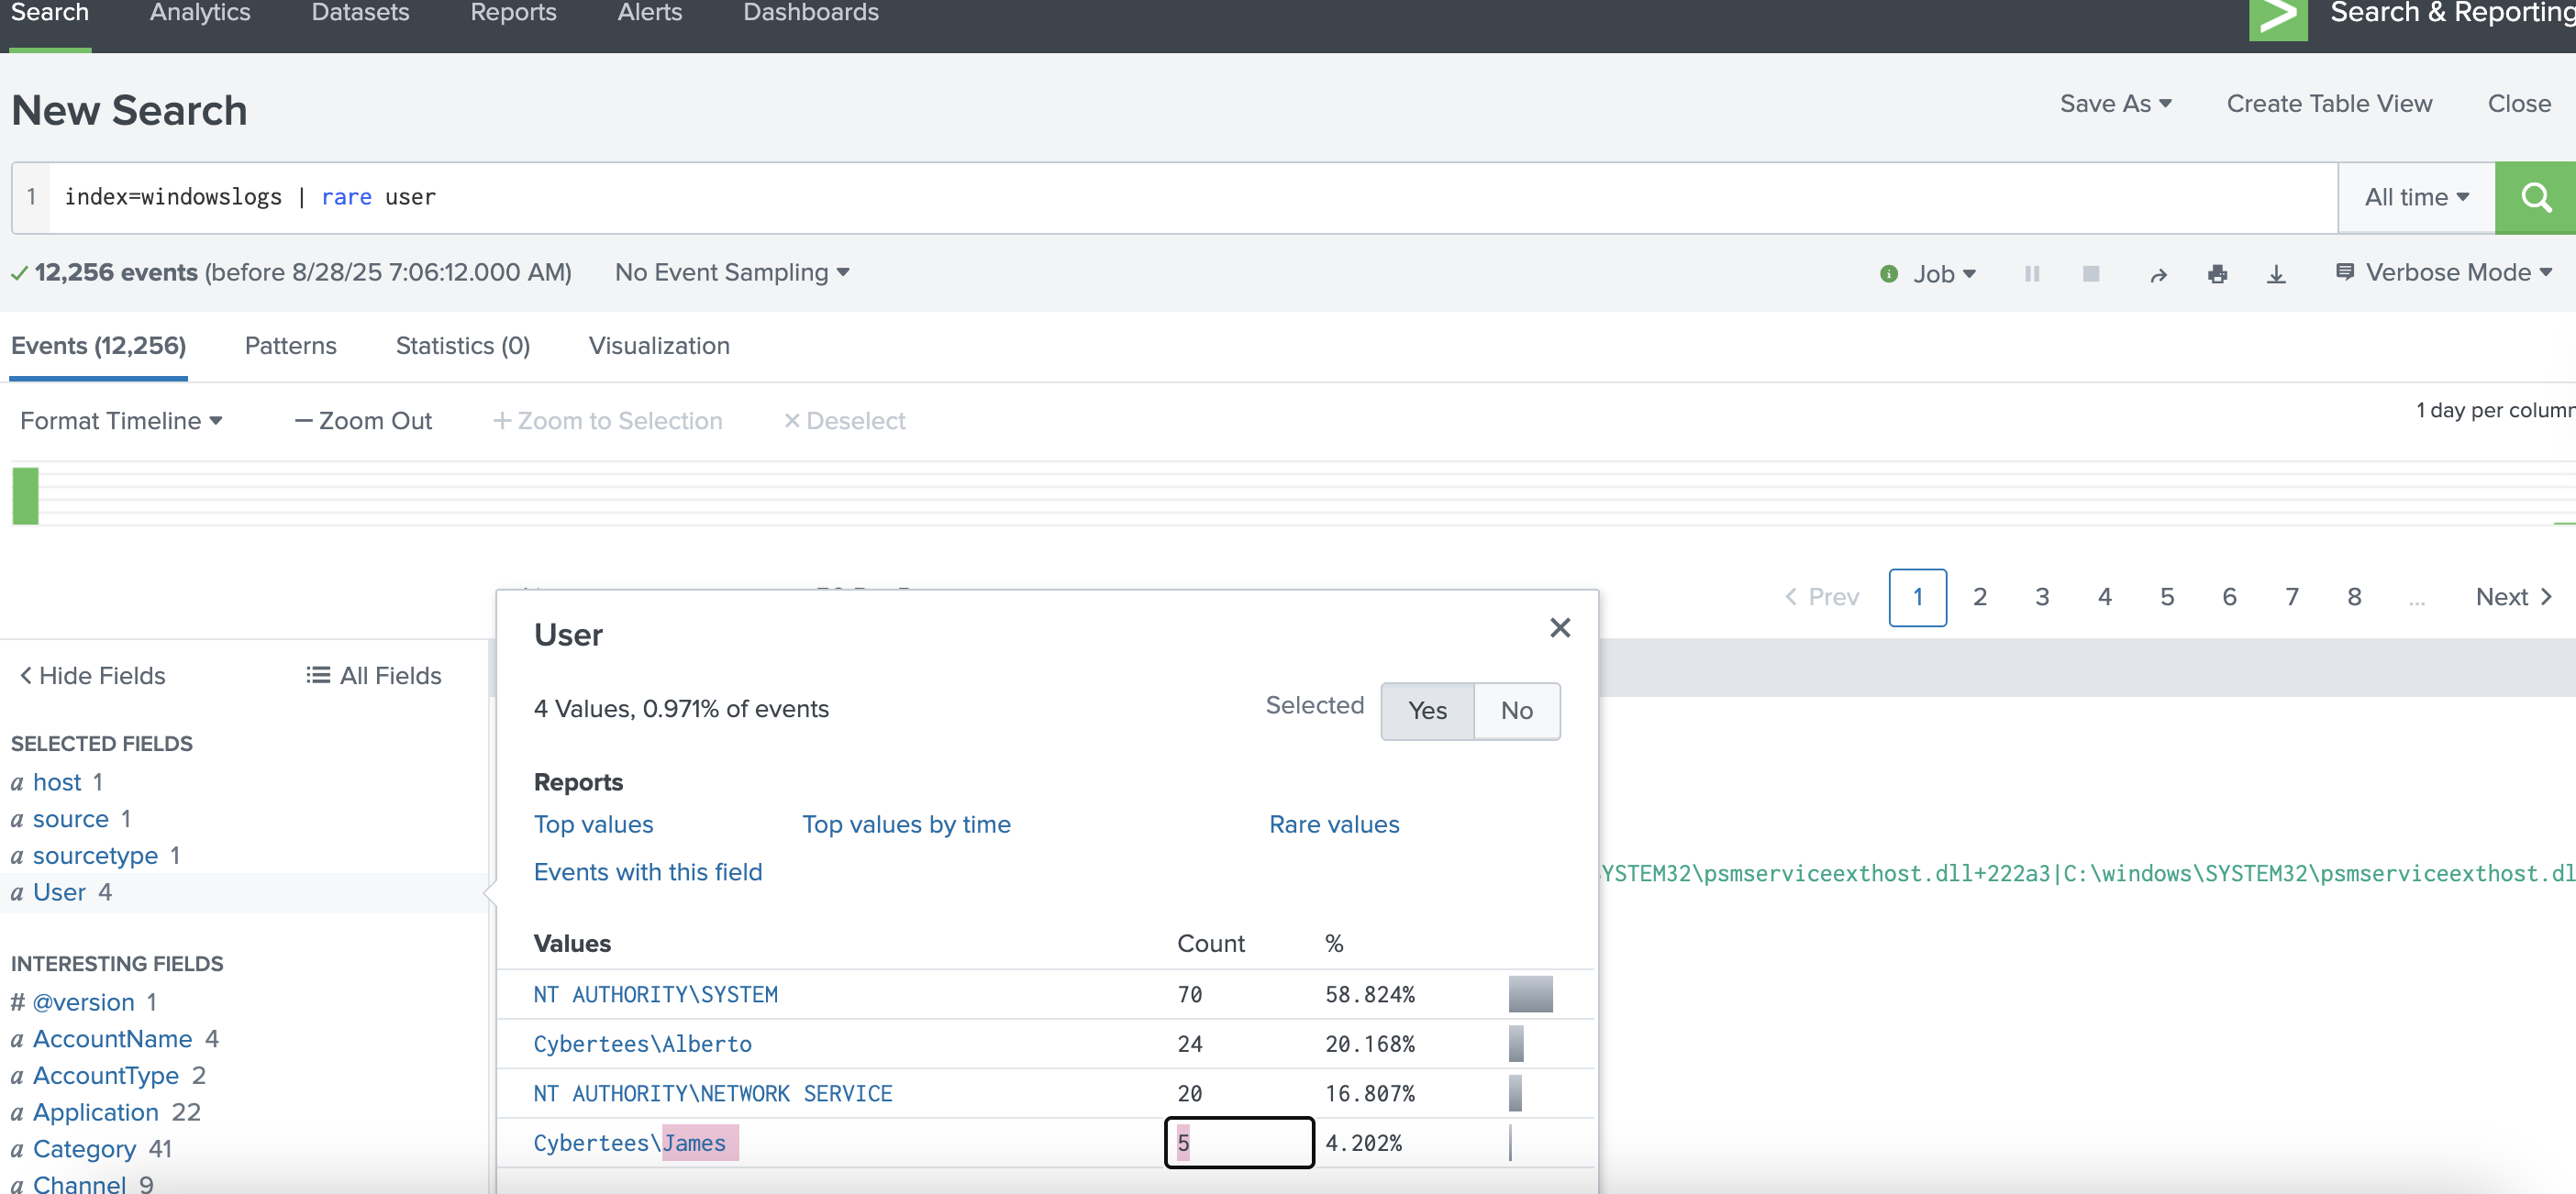 Search Analytics Datasets Reports Alerts Dashboards
Search & Reporting
New Search
Save As Create Table View Close
1 index=windowslogs | rare user
All time
12,256 events (before 8/28/25 7:06:12.000 AM) No Event Sampling
Job
Verbose Mode
Events (12,256) Patterns Statistics (0) Visualization
Format Timeline — Zoom Out + Zoom to Selection × Deselect
1 day per column
< Prev 1 2 3 4 5 6 7 8 ... Next >
< Hide Fields All Fields
SELECTED FIELDS
a host 1
a source 1
a sourcetype 1
a User 4
INTERESTING FIELDS
# @version 1
a AccountName 4
a AccountType 2
a Application 22
a Category 41
a Channel 9
User
4 Values, 0.971% of events
Selected Yes No
Reports
Top values Top values by time Rare values
Events with this field
Values Count %
NT AUTHORITY\SYSTEM 70 58.824%
Cybertees\Alberto 24 20.168%
NT AUTHORITY\NETWORK SERVICE 20 16.807%
Cybertees\James 5 4.202%
YSTEM32\psmserviceexthost.dll+222a3|C:\windows\SYSTEM32\psmserviceexthost.dl